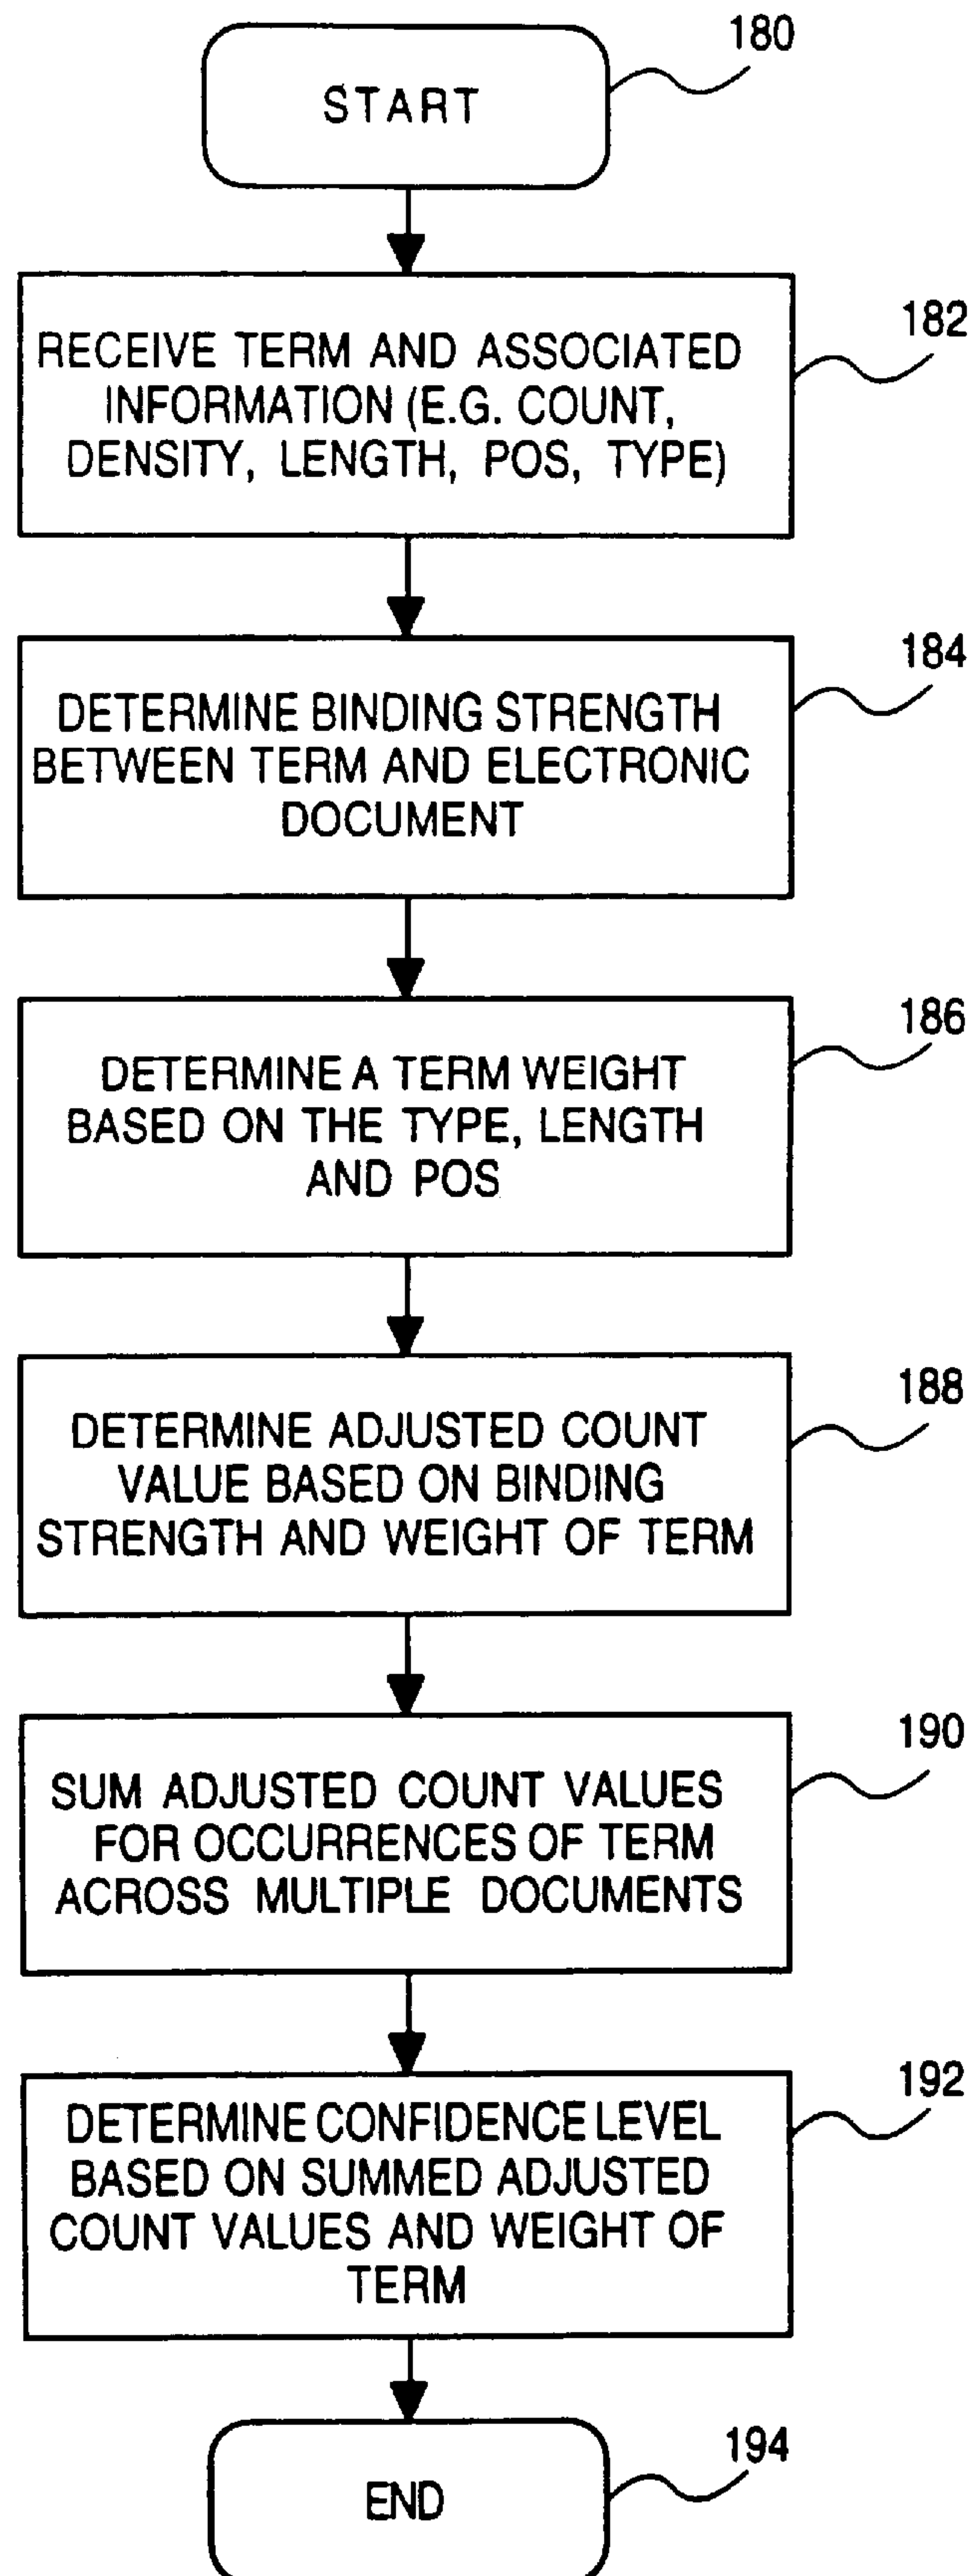 180
START
182
RECEIVE TERM AND ASSOCIATED
INFORMATION (E.G. COUNT,
DENSITY, LENGTH, POS, TYPE)
184
DETERMINE BINDING STRENGTH
BETWEEN TERM AND ELECTRONIC
DOCUMENT
186
DETERMINE A TERM WEIGHT
BASED ON THE TYPE, LENGTH
AND POS
188
DETERMINE ADJUSTED COUNT
VALUE BASED ON BINDING
STRENGTH AND WEIGHT OF TERM
190
SUM ADJUSTED COUNT VALUES
FOR OCCURRENCES OF TERM
ACROSS MULTIPLE DOCUMENTS
192
DETERMINE CONFIDENCE LEVEL
BASED ON SUMMED ADJUSTED
COUNT VALUES AND WEIGHT OF
TERM
194
END